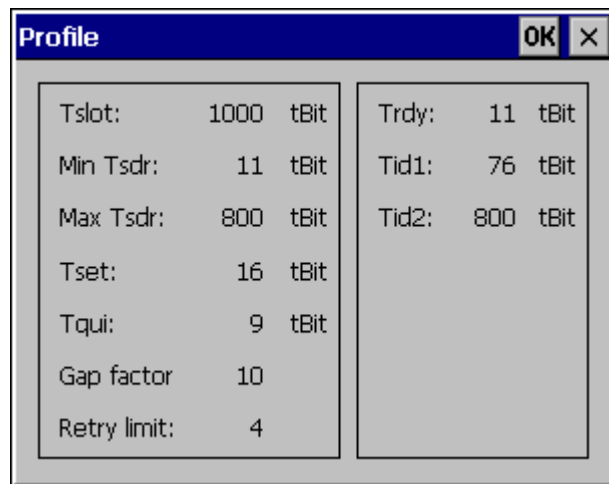 Profile OK ×
Tslot: 1000 tBit
Min Tsdr: 11 tBit
Max Tsdr: 800 tBit
Tset: 16 tBit
Tqui: 9 tBit
Gap factor 10
Retry limit: 4
Trdy: 11 tBit
Tid1: 76 tBit
Tid2: 800 tBit